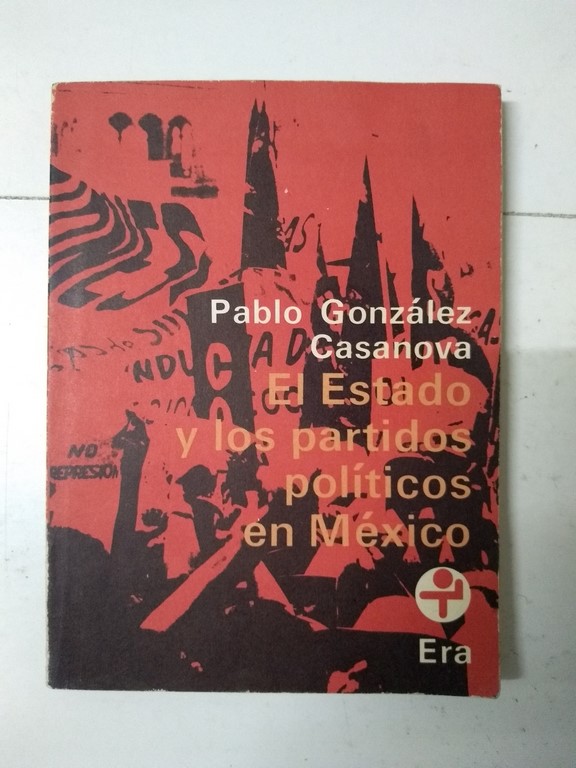 Pablo González
Casanova
El Estado
y los partidos
políticos
en México
NO
REPRESIÓN
Era